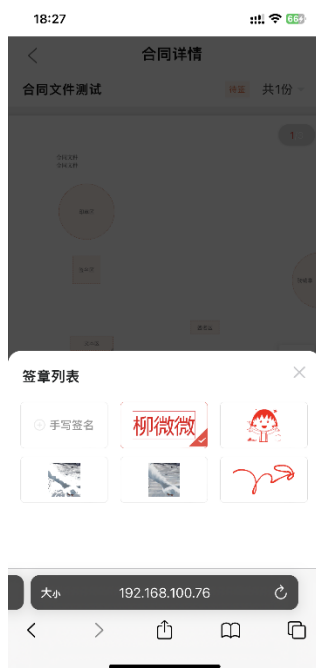 18:27
66
合同详情
合同文件测试
待签
共1份
1
签章列表
手写签名
柳微微
大小
192.168.100.76